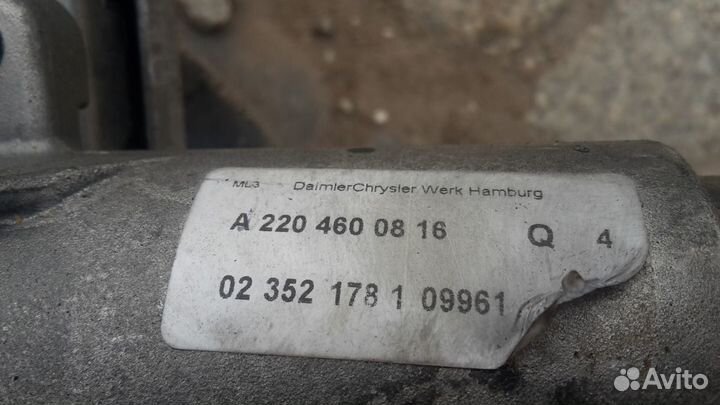 ML3 DaimlerChrysler Werk Hamburg
A 220 460 08 16 Q 4
02 352 178 1 09961
Avito